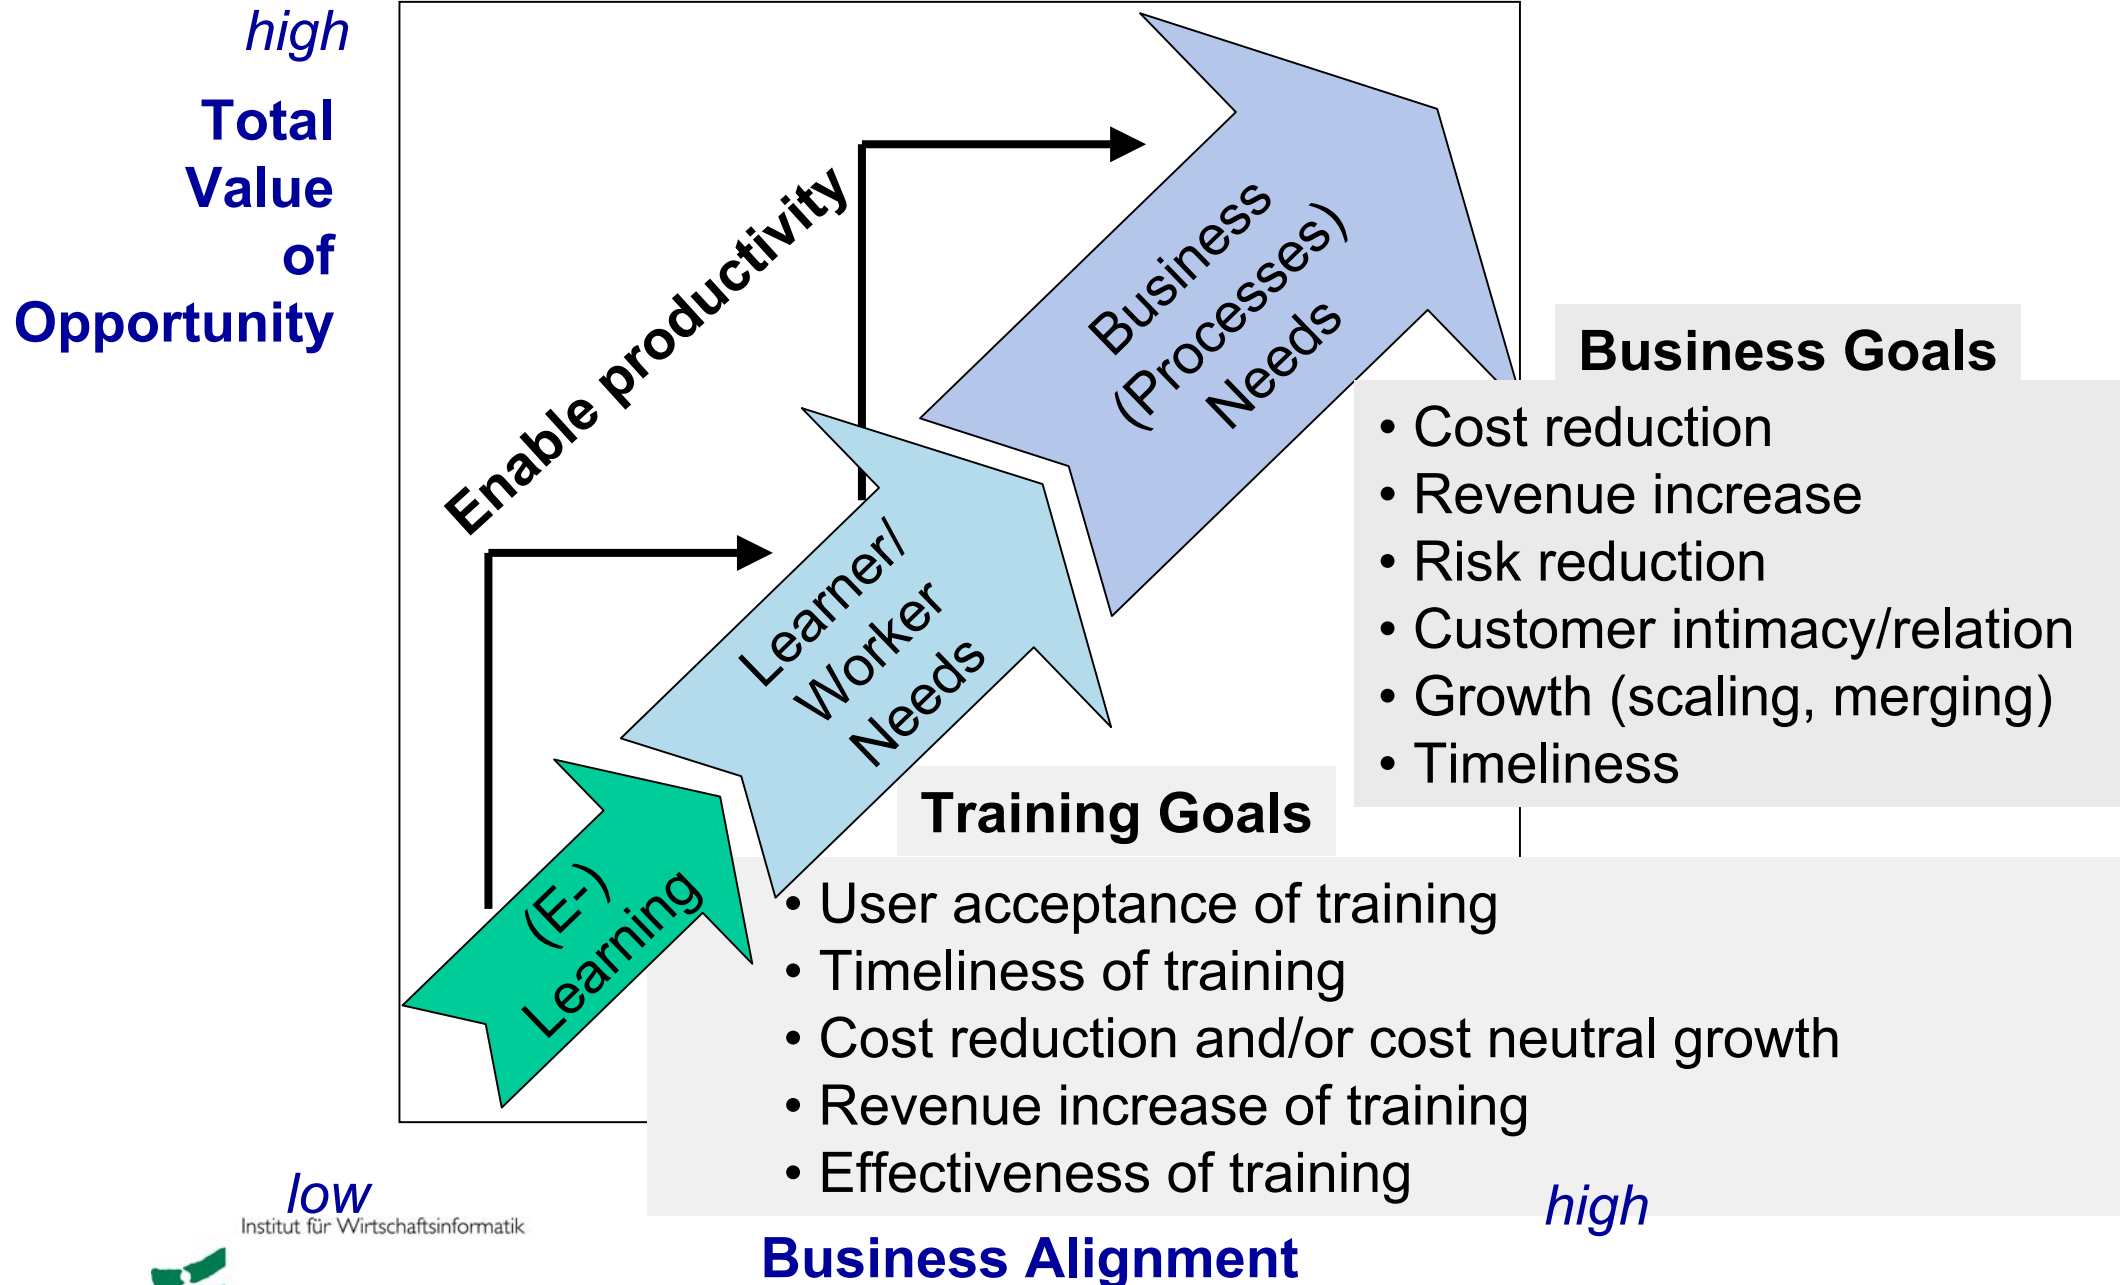 high
Total
Value
of
Opportunity
Enable productivity
Business
(Processes)
Needs
Learner/
Worker
Needs
(E-)
Learning
Business Goals
• Cost reduction
• Revenue increase
• Risk reduction
• Customer intimacy/relation
• Growth (scaling, merging)
• Timeliness
Training Goals
• User acceptance of training
• Timeliness of training
• Cost reduction and/or cost neutral growth
• Revenue increase of training
• Effectiveness of training
low
high
Institut für Wirtschaftsinformatik
Business Alignment